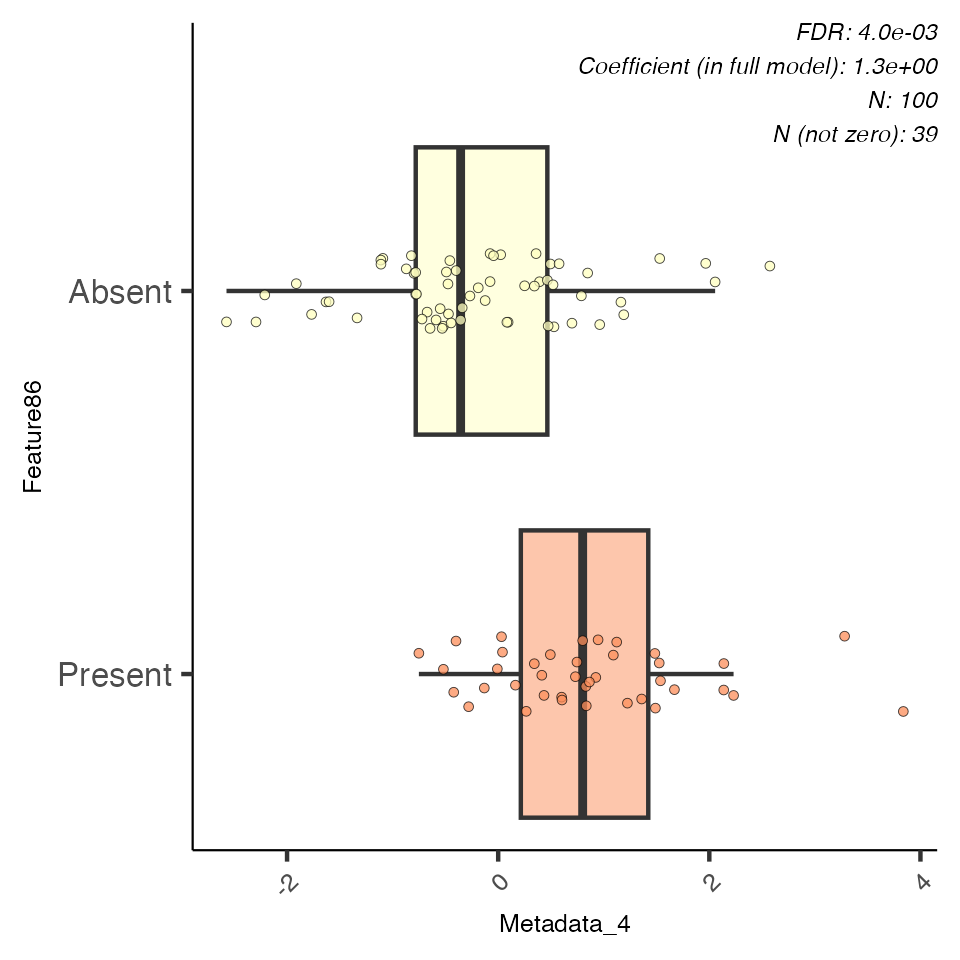 FDR: 4.0e-03
Coefficient (in full model): 1.3e+00
N: 100
N (not zero): 39
Absent
Feature86
Present
-2 0 2 4
Metadata_4